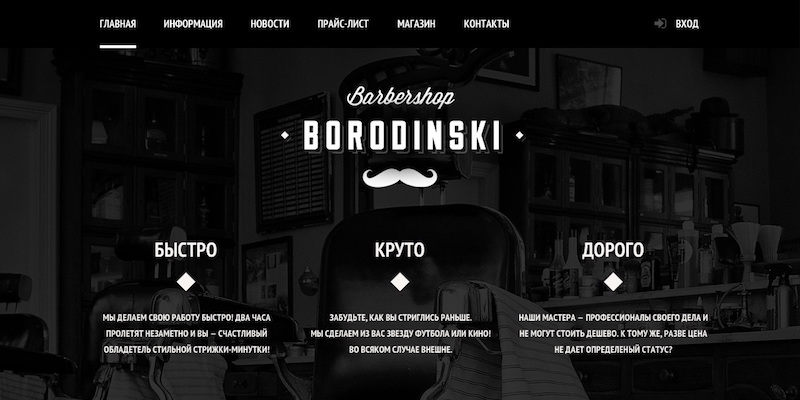 ГЛАВНАЯ ИНФОРМАЦИЯ НОВОСТИ ПРАЙС-ЛИСТ МАГАЗИН КОНТАКТЫ ВХОД
Barbershop
BORODINSKI
БЫСТРО
МЫ ДЕЛАЕМ СВОЮ РАБОТУ БЫСТРО! ДВА ЧАСА
ПРОЛЕТЯТ НЕЗАМЕТНО И ВЫ — СЧАСТЛИВЫЙ
ОБЛАДЕТЕЛЬ СТИЛЬНОЙ СТРИЖКИ-МИНУТКИ!
КРУТО
ЗАБУДЬТЕ, КАК ВЫ СТРИГЛИСЬ РАНЬШЕ.
МЫ СДЕЛАЕМ ИЗ ВАС ЗВЕЗДУ ФУТБОЛА ИЛИ КИНО!
ВО ВСЯКОМ СЛУЧАЕ ВНЕШНЕ.
ДОРОГО
НАШИ МАСТЕРА — ПРОФЕССИОНАЛЫ СВОЕГО ДЕЛА И
НЕ МОГУТ СТОИТЬ ДЕШЕВО. К ТОМУ ЖЕ, РАЗВЕ ЦЕНА
НЕ ДАЕТ ОПРЕДЕЛЕНЫЙ СТАТУС?